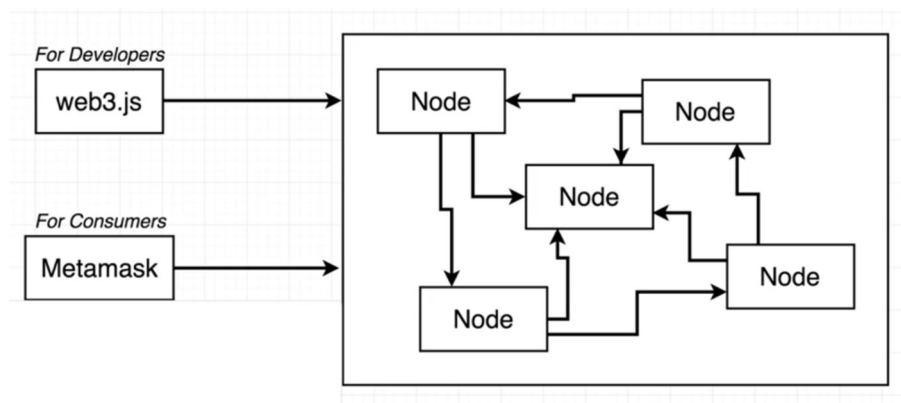 For Developers
web3.js
For Consumers
Metamask
Node
Node
Node
Node
Node